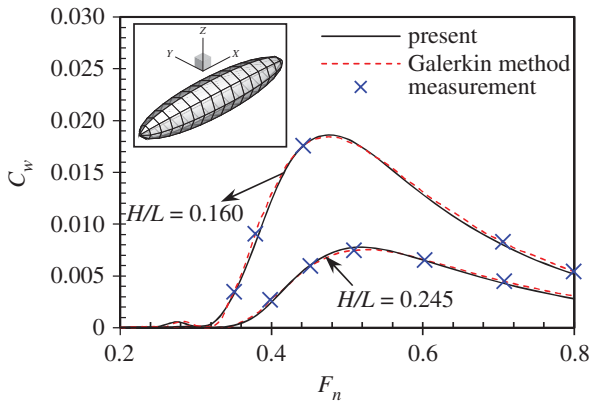 0.030
0.025
0.020
0.015
0.010
0.005
0
C_w
Z
Y
X
present
Galerkin method
measurement
H/L = 0.160
H/L = 0.245
0.2
0.4
0.6
0.8
F_n